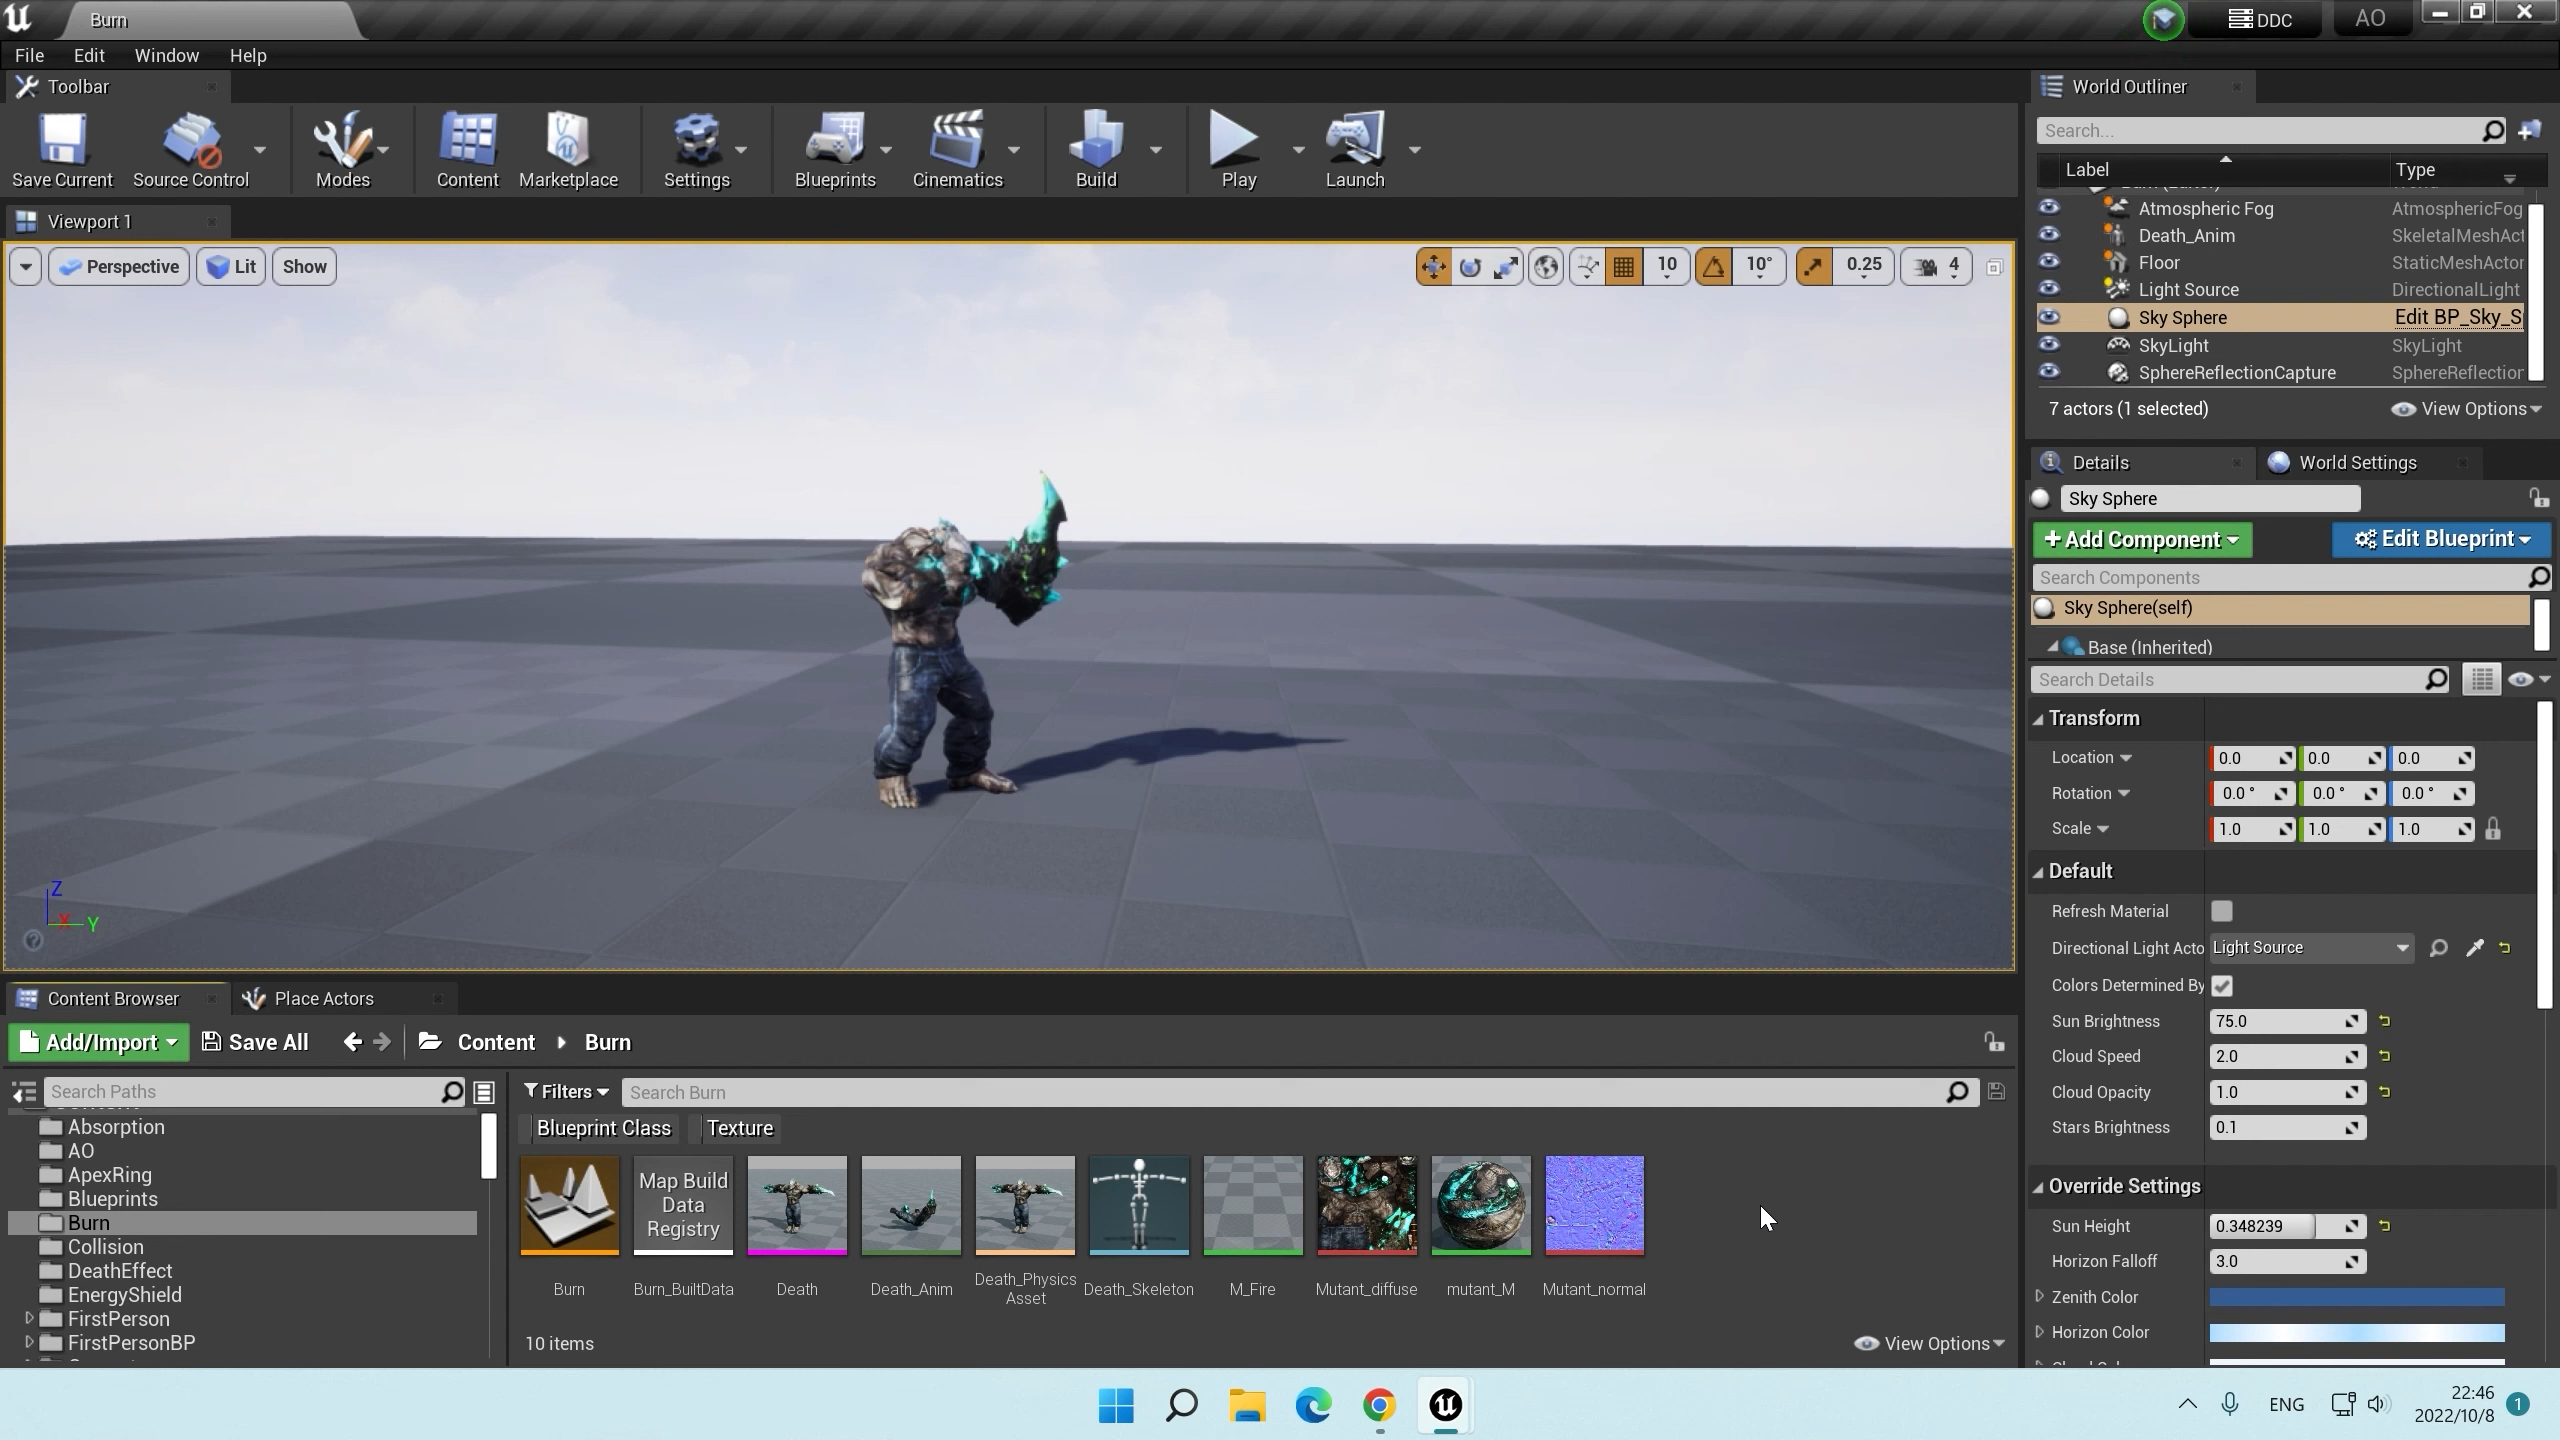 Burn
DDC
AO
File
Edit
Window
Help
Toolbar
World Outliner
Save Current
Source Control
Modes
Content
Marketplace
Settings
Blueprints
Cinematics
Build
Play
Launch
Search...
Label
Type
Atmospheric Fog AtmosphericFog
Death_Anim SkeletalMeshAct
Floor StaticMeshActor
Light Source DirectionalLight
Sky Sphere Edit BP_Sky_S
SkyLight SkyLight
SphereReflectionCapture SphereReflection
7 actors (1 selected)
View Options
Viewport 1
Perspective
Lit
Show
10
10°
0.25
4
Z
X
Y
Details
World Settings
Sky Sphere
+Add Component
Edit Blueprint
Search Components
Sky Sphere(self)
Base (Inherited)
Search Details
Transform
Location 0.0 0.0 0.0
Rotation 0.0 ° 0.0 ° 0.0 °
Scale 1.0 1.0 1.0
Default
Refresh Material
Directional Light Acto Light Source
Colors Determined By
Sun Brightness 75.0
Cloud Speed 2.0
Cloud Opacity 1.0
Stars Brightness 0.1
Override Settings
Sun Height 0.348239
Horizon Falloff 3.0
Zenith Color
Horizon Color
Content Browser
Place Actors
Add/Import
Save All
Content
Burn
Search Paths
Filters
Search Burn
Absorption
AO
ApexRing
Blueprints
Burn
Collision
DeathEffect
EnergyShield
FirstPerson
FirstPersonBP
Blueprint Class
Texture
Map Build
Data
Registry
Burn
Burn_BuiltData
Death
Death_Anim
Death_Physics
Asset
Death_Skeleton
M_Fire
Mutant_diffuse
mutant_M
Mutant_normal
10 items
View Options
ENG
22:46
2022/10/8
1